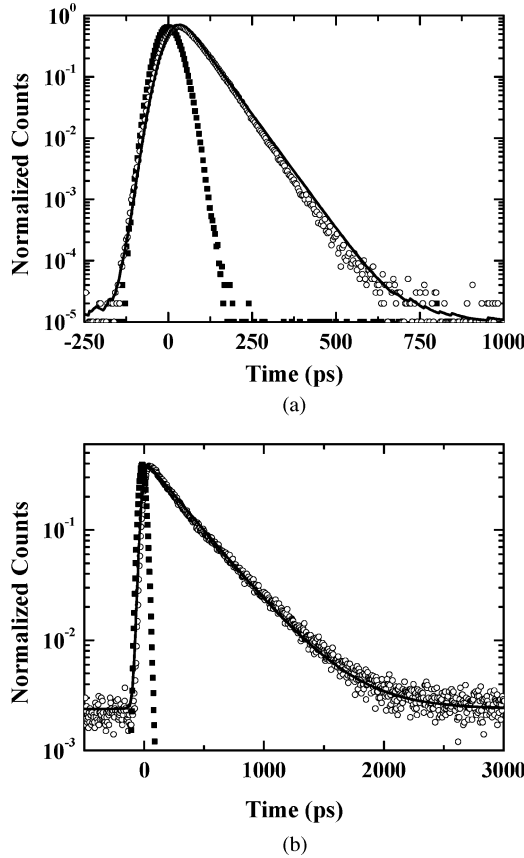 10^0
10^-1
10^-2
10^-3
10^-4
10^-5
Normalized Counts
-250 0 250 500 750 1000
Time (ps)
(a)
10^-1
10^-2
10^-3
Normalized Counts
0 1000 2000 3000
Time (ps)
(b)